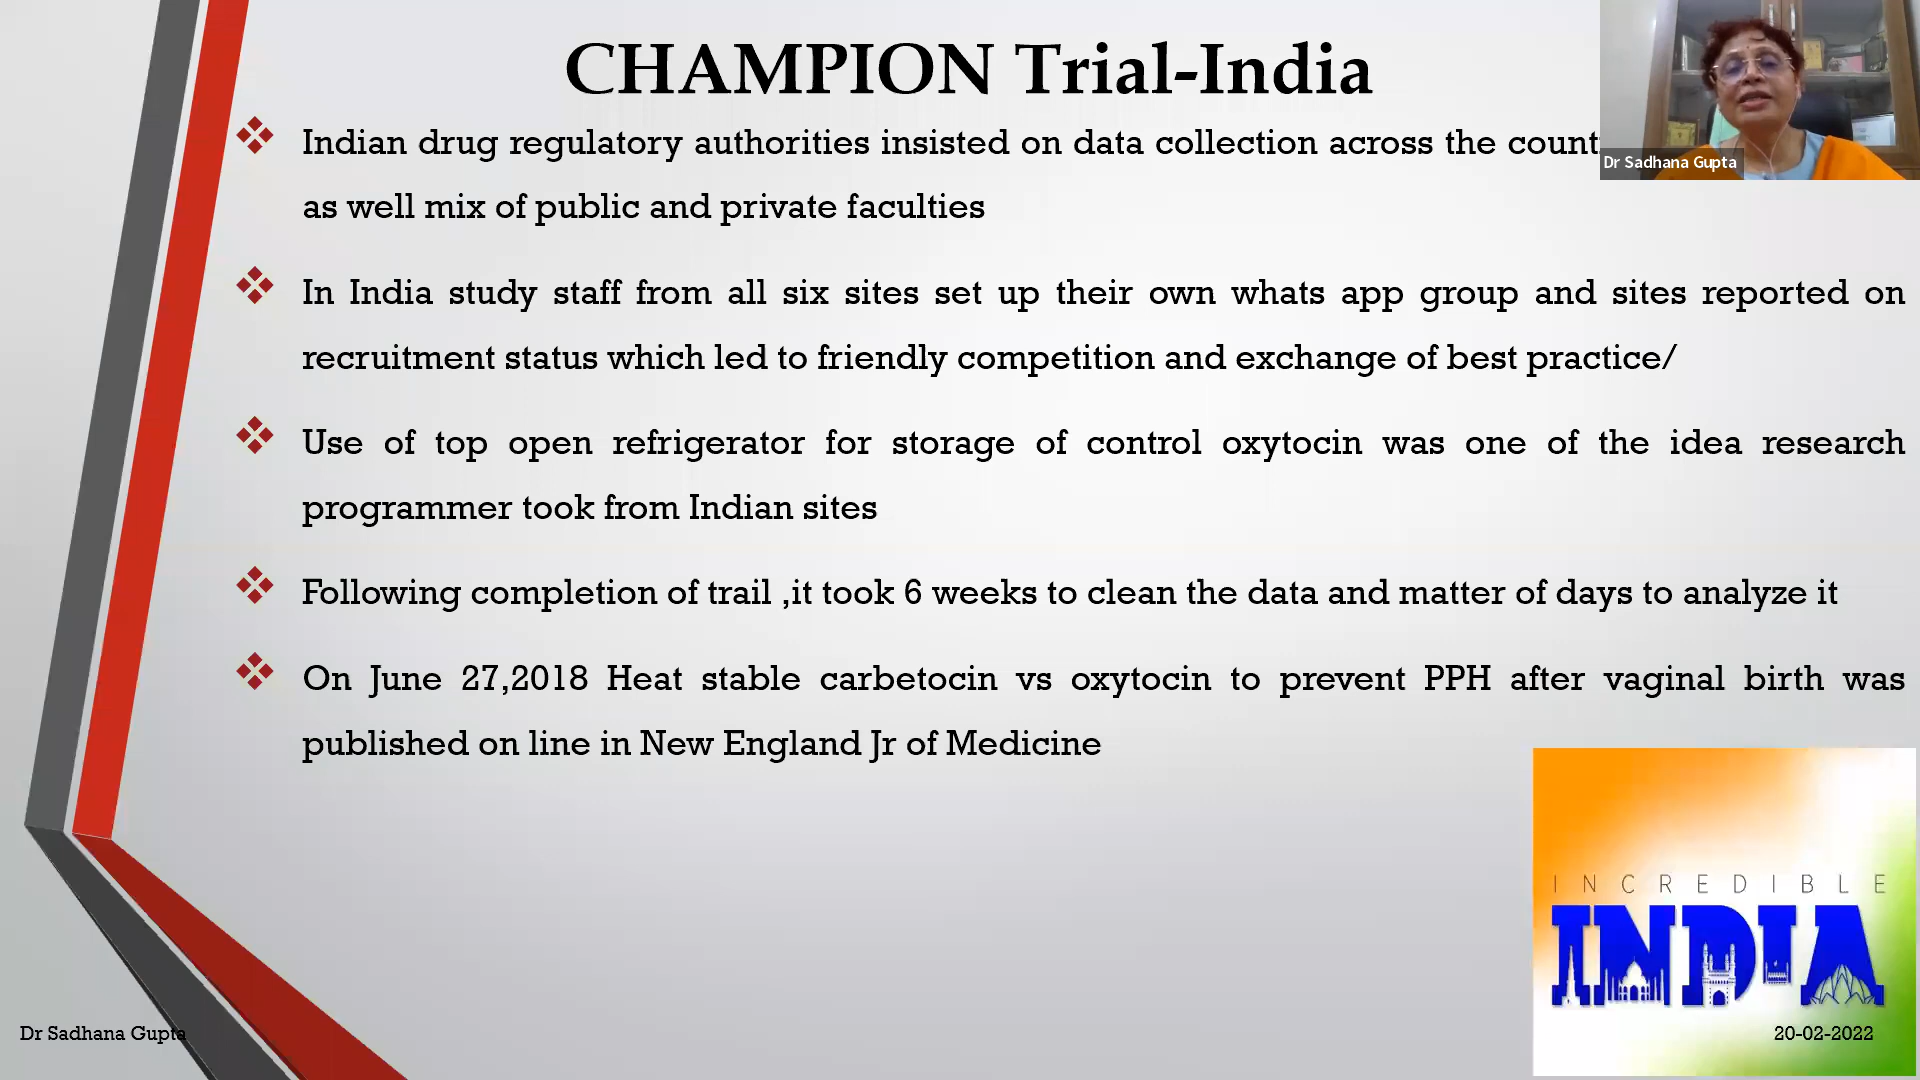 CHAMPION Trial-India
Indian drug regulatory authorities insisted on data collection across the
as well mix of public and private faculties
In India study staff from all six sites set up their own whats app group and sites reported on
recruitment status which led to friendly competition and exchange of best practice/
Use of top open refrigerator for storage of control oxytocin was one of the idea research
programmer took from Indian sites
Following completion of trail ,it took 6 weeks to clean the data and matter of days to analyze it
On June 27,2018 Heat stable carbetocin vs oxytocin to prevent PPH after vaginal birth was
published on line in New England Jr of Medicine
Dr Sadhana Gupta
INCREDIBLE
INDIA
Dr Sadhana Gupta
20-02-2022